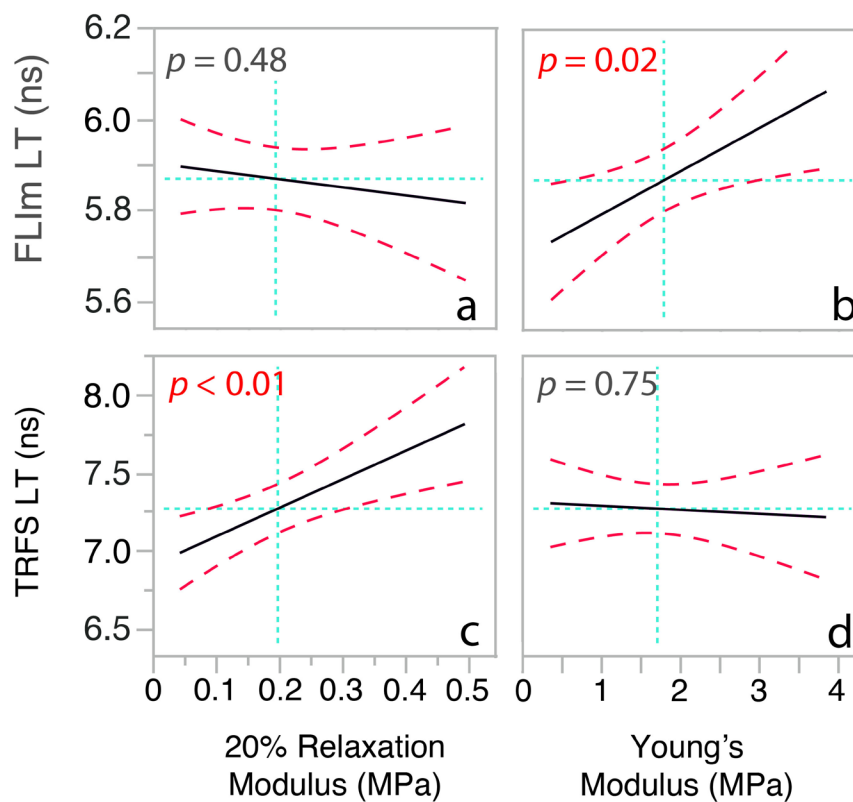 6.2
6.0
5.8
5.6
FLIm LT (ns)
p = 0.48
a
p = 0.02
b
8.0
7.5
7.0
6.5
TRFS LT (ns)
p < 0.01
c
p = 0.75
d
0 0.1 0.2 0.3 0.4 0.5
0 1 2 3 4
20% Relaxation
Modulus (MPa)
Young's
Modulus (MPa)